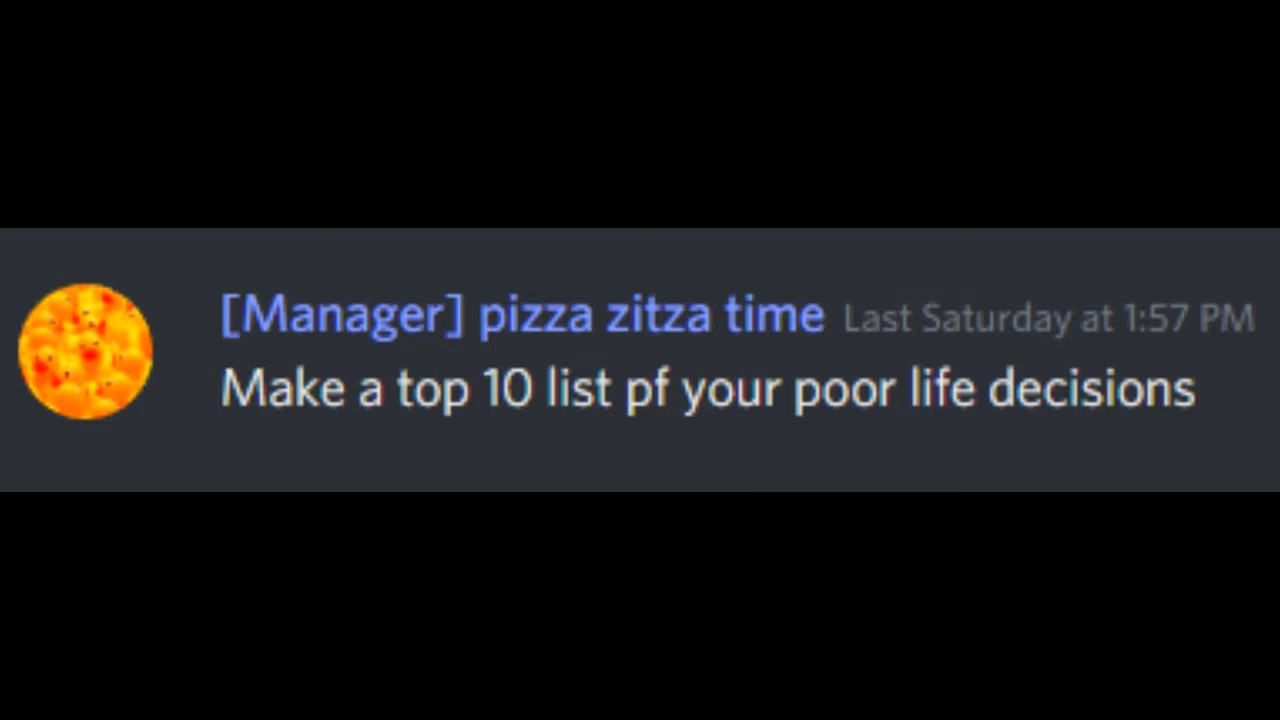 [Manager] pizza zitza time Last Saturday at 1:57 PM
Make a top 10 list pf your poor life decisions